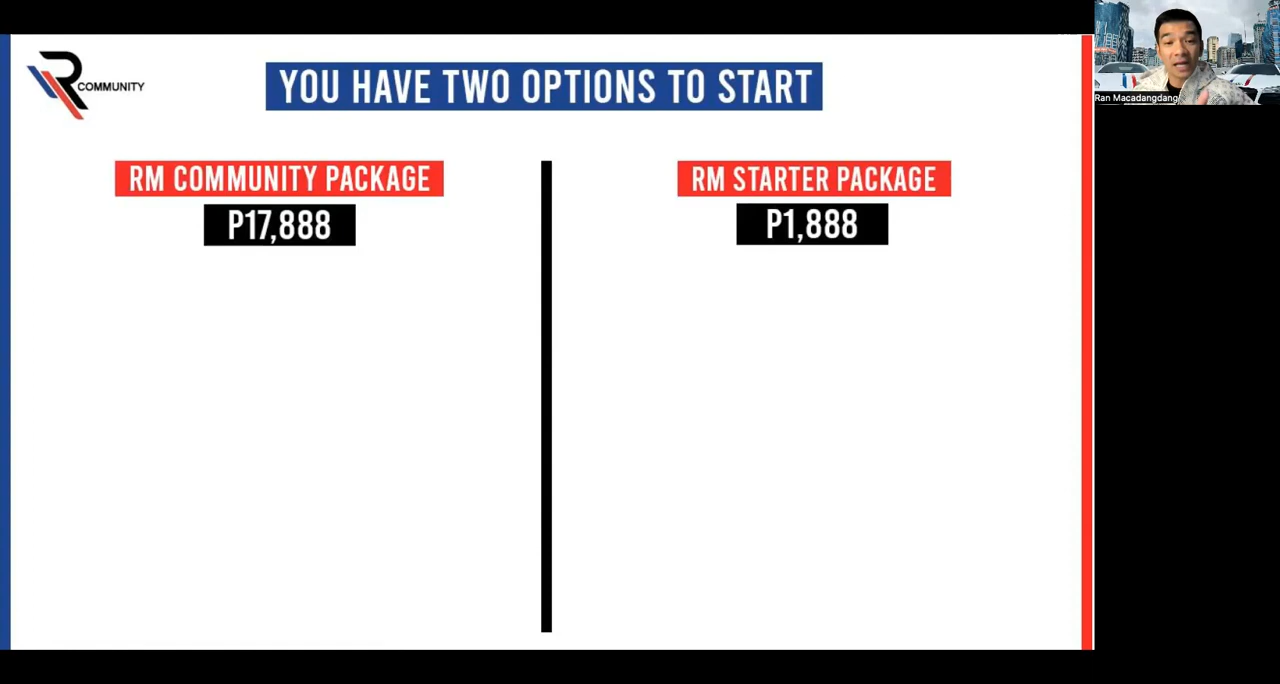 R COMMUNITY
YOU HAVE TWO OPTIONS TO START
RM COMMUNITY PACKAGE
P17,888
RM STARTER PACKAGE
P1,888
Ran Macadangdang